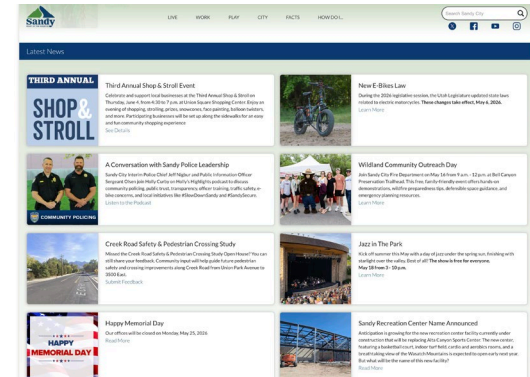 Sandy
LIVE
WORK
PLAY
CITY
FACTS
HOW DO I...
Search Sandy City
Latest News
THIRD ANNUAL
SHOP &
STROLL
Third Annual Shop & Stroll Event
Celebrate and support local businesses at the Third Annual Shop & Stroll on
Thursday, June 4, from 4:30 to 7 p.m. at Union Square Shopping Center. Enjoy an
evening of shopping, strolling, prizes, snowcones, face painting, balloon twisters,
and more. Participating businesses will be set up along the sidewalks for an easy
and fun community shopping experience
See Details
New E-Bikes Law
During the 2026 legislative session, the Utah Legislature updated state laws
related to electric motorcycles. These changes take effect, May 6, 2026.
Learn More
COMMUNITY POLICING
A Conversation with Sandy Police Leadership
Sandy City Interim Police Chief Jeff Nigbur and Public Information Officer
Sergeant Olsen join Holly Curby on Holly's Highlights podcast to discuss
community policing, public trust, transparency, officer training, traffic safety, e-
bike concerns, and local initiatives like #SlowDownSandy and #SandySecure.
Listen to the Podcast
Wildland Community Outreach Day
Join Sandy City Fire Department on May 16 from 9 a.m. - 12 p.m. at Bell Canyon
Preservation Trailhead. This free, family-friendly event offers hands-on
demonstrations, wildfire preparedness tips, defensible space guidance, and
emergency planning resources.
Learn More
Creek Road Safety & Pedestrian Crossing Study
Missed the Creek Road Safety & Pedestrian Crossing Study Open House? You can
still share your feedback. Community input will help guide future pedestrian
safety and crossing improvements along Creek Road from Union Park Avenue to
3500 East.
Submit Feedback
Jazz in The Park
Kick off summer this May with a day of jazz under the spring sun, finishing with
starlight over the valley. Best of all? The show is free for everyone.
May 18 from 3 - 10 p.m.
Learn More
HAPPY
MEMORIAL DAY
Happy Memorial Day
Our offices will be closed on Monday, May 25, 2026
Read More
Sandy Recreation Center Name Announced
Anticipation is growing for the new recreation center facility currently under
construction that will be replacing Alta Canyon Sports Center. The new center,
featuring a basketball court, indoor turf field, cardio and aerobics rooms, and a
breathtaking view of the Wasatch Mountains is expected to open early next year.
But what will be the name of this new facility?
Read More